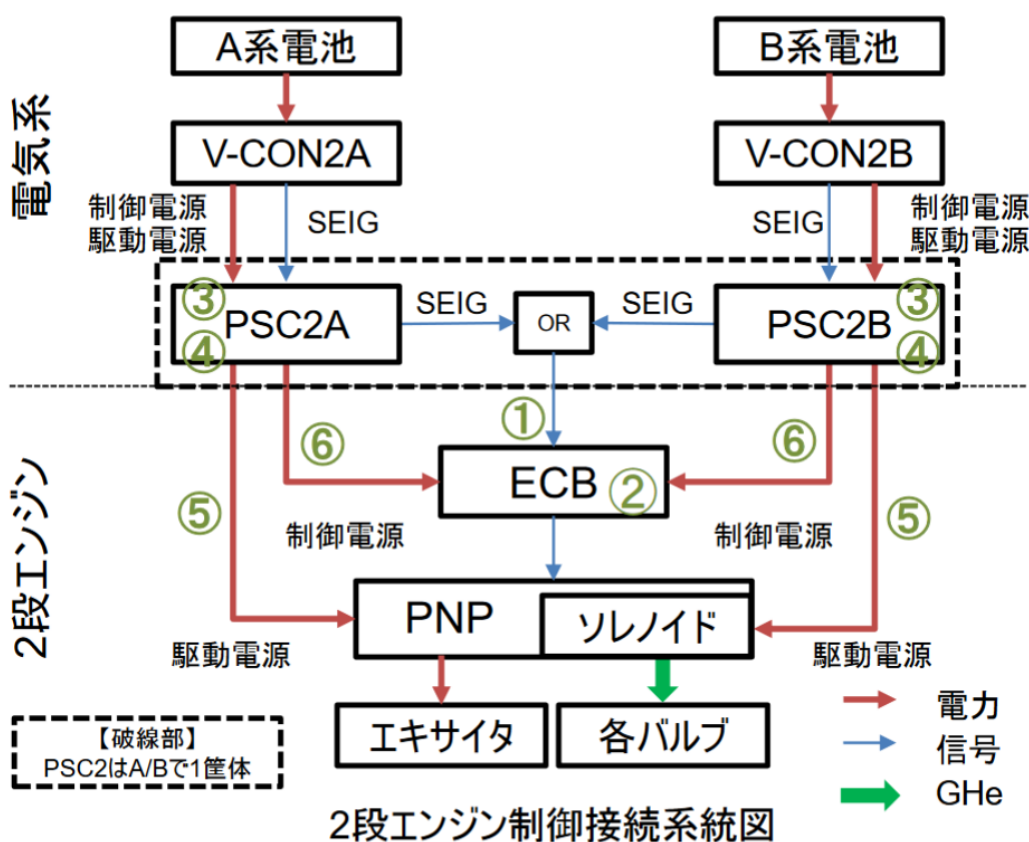 A系電池
B系電池
電気系
V-CON2A
V-CON2B
制御電源
駆動電源
SEIG
SEIG
制御電源
駆動電源
③
PSC2A
④
SEIG
OR
SEIG
③
PSC2B
④
①
⑥
⑥
ECB
②
⑤
⑤
制御電源
制御電源
2段エンジン
PNP
ソレノイド
駆動電源
駆動電源
エキサイタ
各バルブ
電力
信号
GHe
【破線部】
PSC2はA/Bで1筐体
2段エンジン制御接続系統図